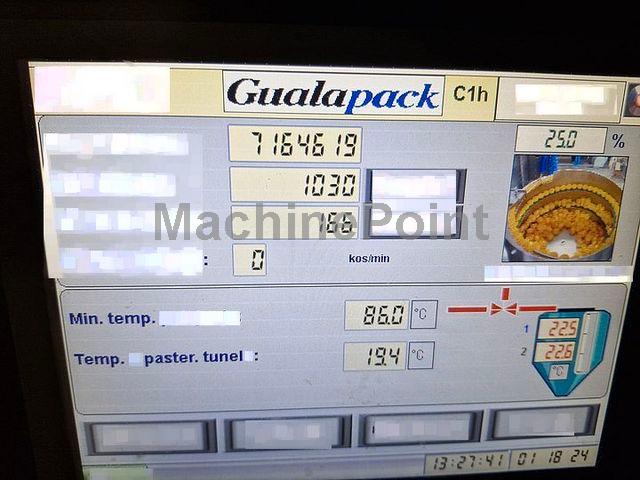 Gualapack C1h
7164619 25.0 %
1030
166
MachinePoint
: 0 kos/min
Min. temp. 86.0 °C
1 22.5
Temp. paster. tunel : 19.4 °C
2 22.6
°C
13:27:41 01 18 24